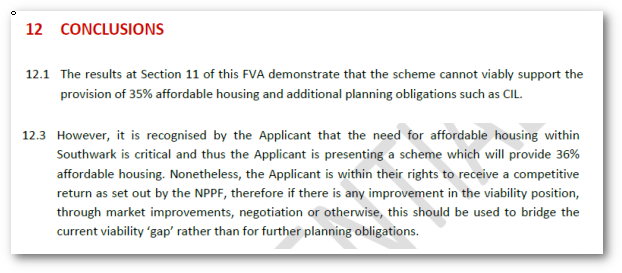 12 CONCLUSIONS
12.1 The results at Section 11 of this FVA demonstrate that the scheme cannot viably support the
provision of 35% affordable housing and additional planning obligations such as CIL.
12.3 However, it is recognised by the Applicant that the need for affordable housing within
Southwark is critical and thus the Applicant is presenting a scheme which will provide 36%
affordable housing. Nonetheless, the Applicant is within their rights to receive a competitive
return as set out by the NPPF, therefore if there is any improvement in the viability position,
through market improvements, negotiation or otherwise, this should be used to bridge the
current viability ‘gap’ rather than for further planning obligations.